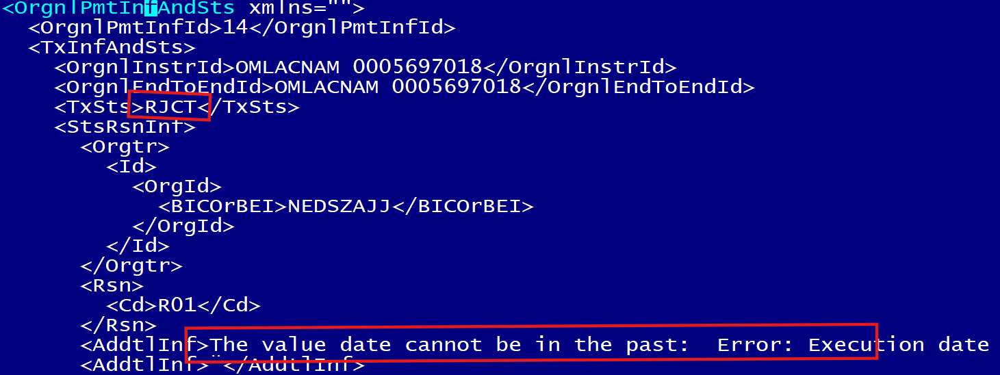 <OrgnlPmtInfAndSts xmlns="">
<OrgnlPmtInfId>14</OrgnlPmtInfId>
<TxInfAndSts>
<OrgnlInstrId>OMLACNAM 0005697018</OrgnlInstrId>
<OrgnlEndToEndId>OMLACNAM 0005697018</OrgnlEndToEndId>
<TxSts>RJCT</TxSts>
<StsRsnInf>
<Orgtr>
<Id>
<OrgId>
<BICOrBEI>NEDSZAJJ</BICOrBEI>
</OrgId>
</Id>
</Orgtr>
<Rsn>
<Cd>R01</Cd>
</Rsn>
<AddtlInf>The value date cannot be in the past:  Error: Execution date
<AddtlInf>"</AddtlInf>